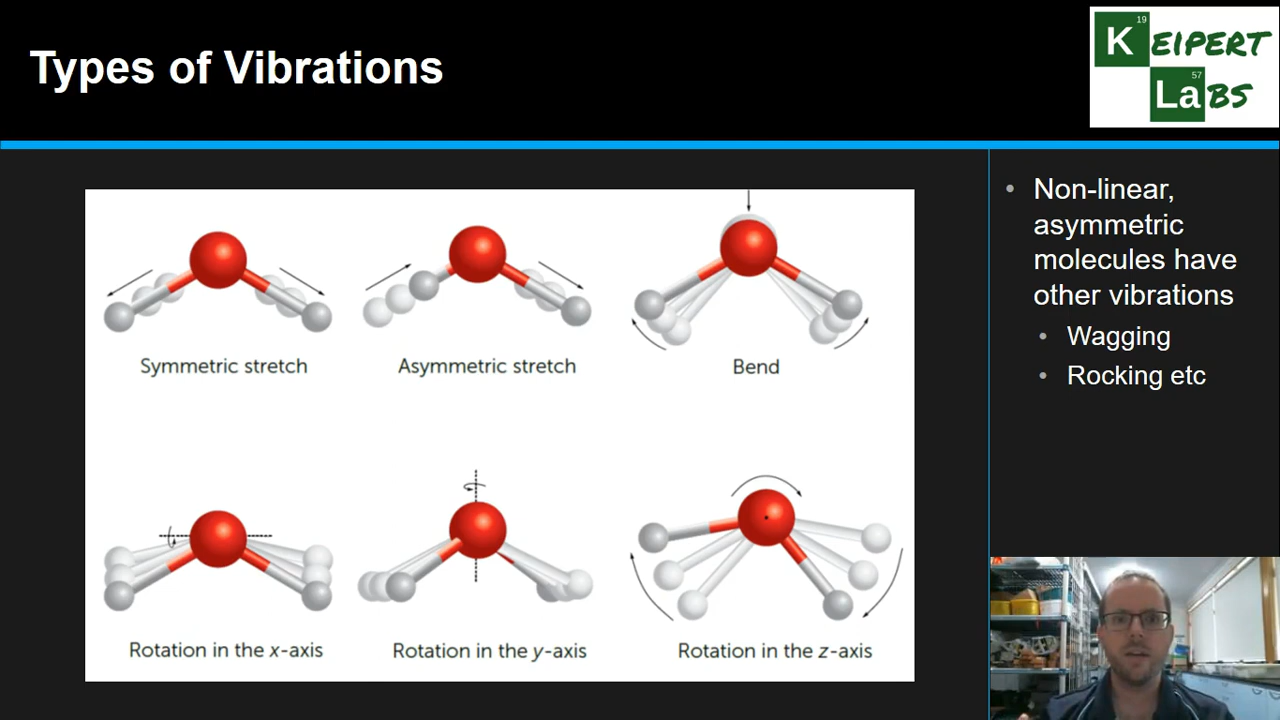 Types of Vibrations
19
K EIPERT
57
La BS
Symmetric stretch
Asymmetric stretch
Bend
Rotation in the x-axis
Rotation in the y-axis
Rotation in the z-axis
• Non-linear,
asymmetric
molecules have
other vibrations
• Wagging
• Rocking etc